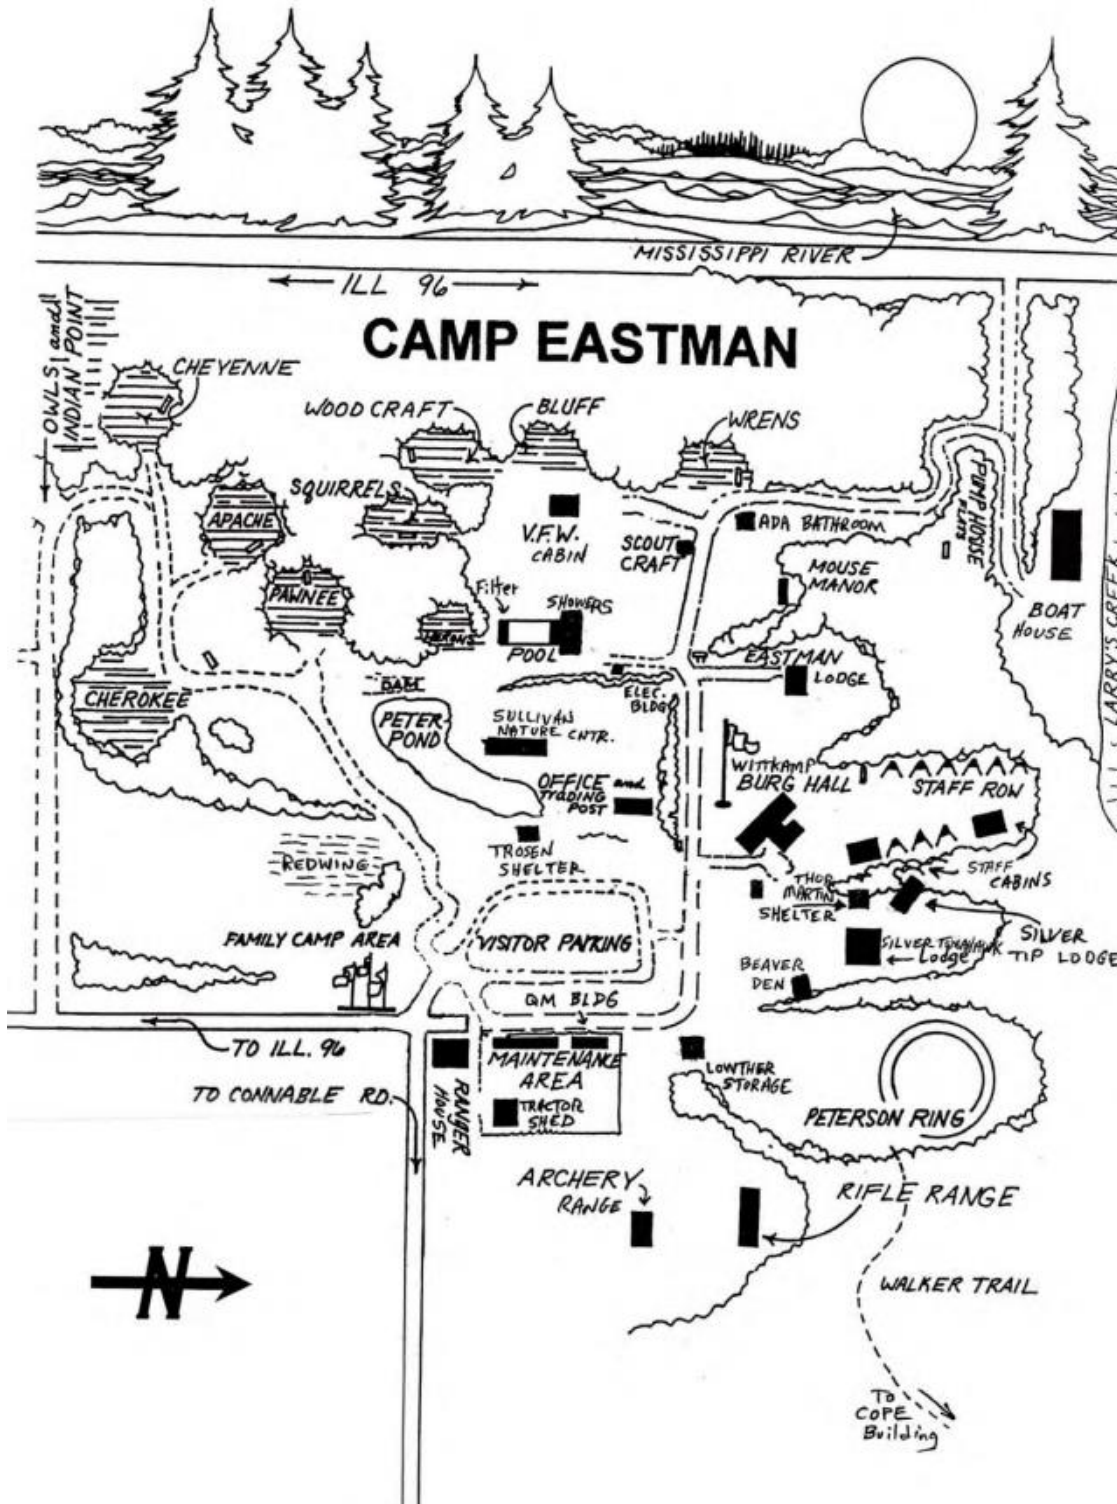 MISSISSIPPI RIVER
ILL 96
CAMP EASTMAN
OWLS and
INDIAN POINT
CHEYENNE
WOOD CRAFT
BLUFF
WRENS
SQUIRRELS
APACHE
V.F.W.
CABIN
SCOUT
CRAFT
ADA BATHROOM
PUMP HOUSE
FLATS
MOUSE
MANOR
BOAT
HOUSE
LARRY'S CREEK
PAWNEE
Filter
SHOWERS
HERONS
POOL
EASTMAN
LODGE
CHEROKEE
DAM
ELEC.
BLDG
PETER
POND
SULLIVAN
NATURE CNTR.
WITTKAMP
BURG HALL
STAFF ROW
OFFICE and
TRADING
POST
TROSEN
SHELTER
REDWING
STAFF
CABINS
THOR
MARTIN
SHELTER
FAMILY CAMP AREA
VISITOR PARKING
SILVER TOMAHAWK
Lodge
SILVER
TIP LODGE
BEAVER
DEN
QM BLDG
TO ILL. 96
MAINTENANCE
AREA
LOWTHER
STORAGE
TO CONNABLE RD.
RANGER
HOUSE
TRACTOR
SHED
PETERSON RING
ARCHERY
RANGE
RIFLE RANGE
N
WALKER TRAIL
TO
COPE
Building